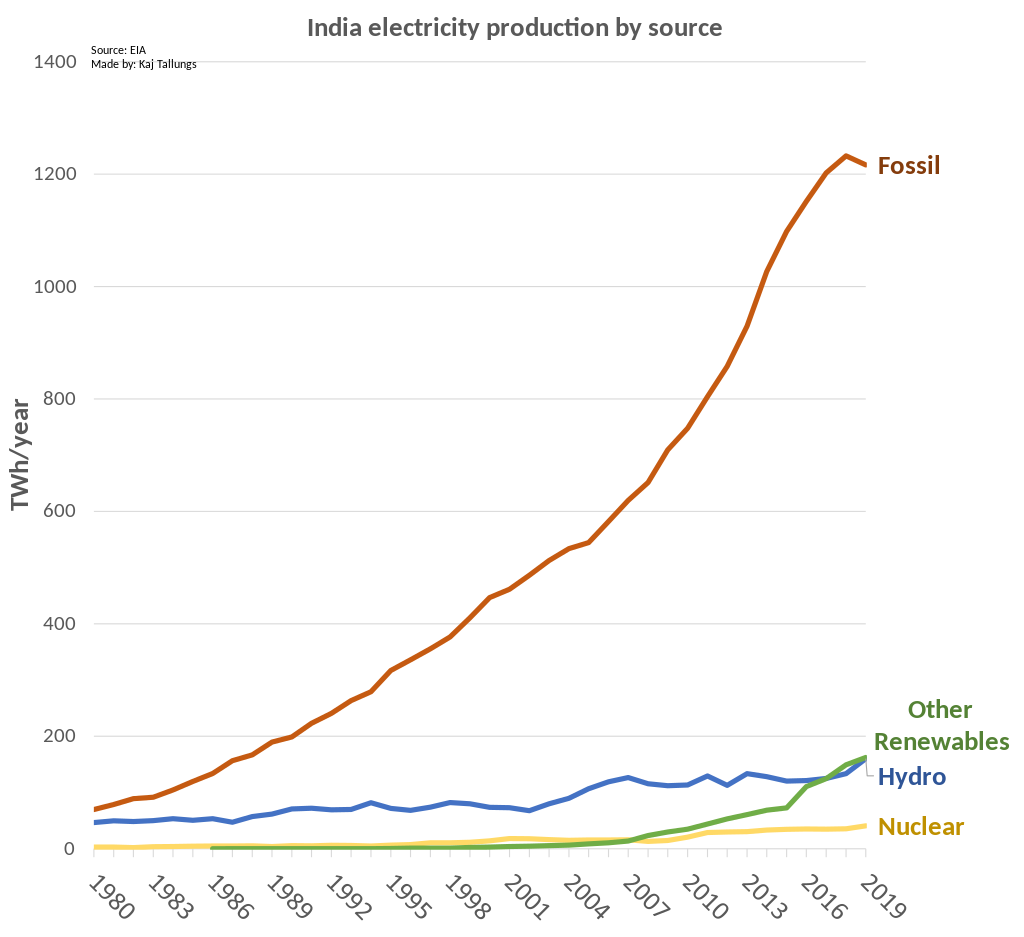 India electricity production by source
Source: EIA
Made by: Kaj Tallungs
1400
1200
1000
800
600
400
200
0
TWh/year
Fossil
Other
Renewables
Hydro
Nuclear
1980
1983
1986
1989
1992
1995
1998
2001
2004
2007
2010
2013
2016
2019